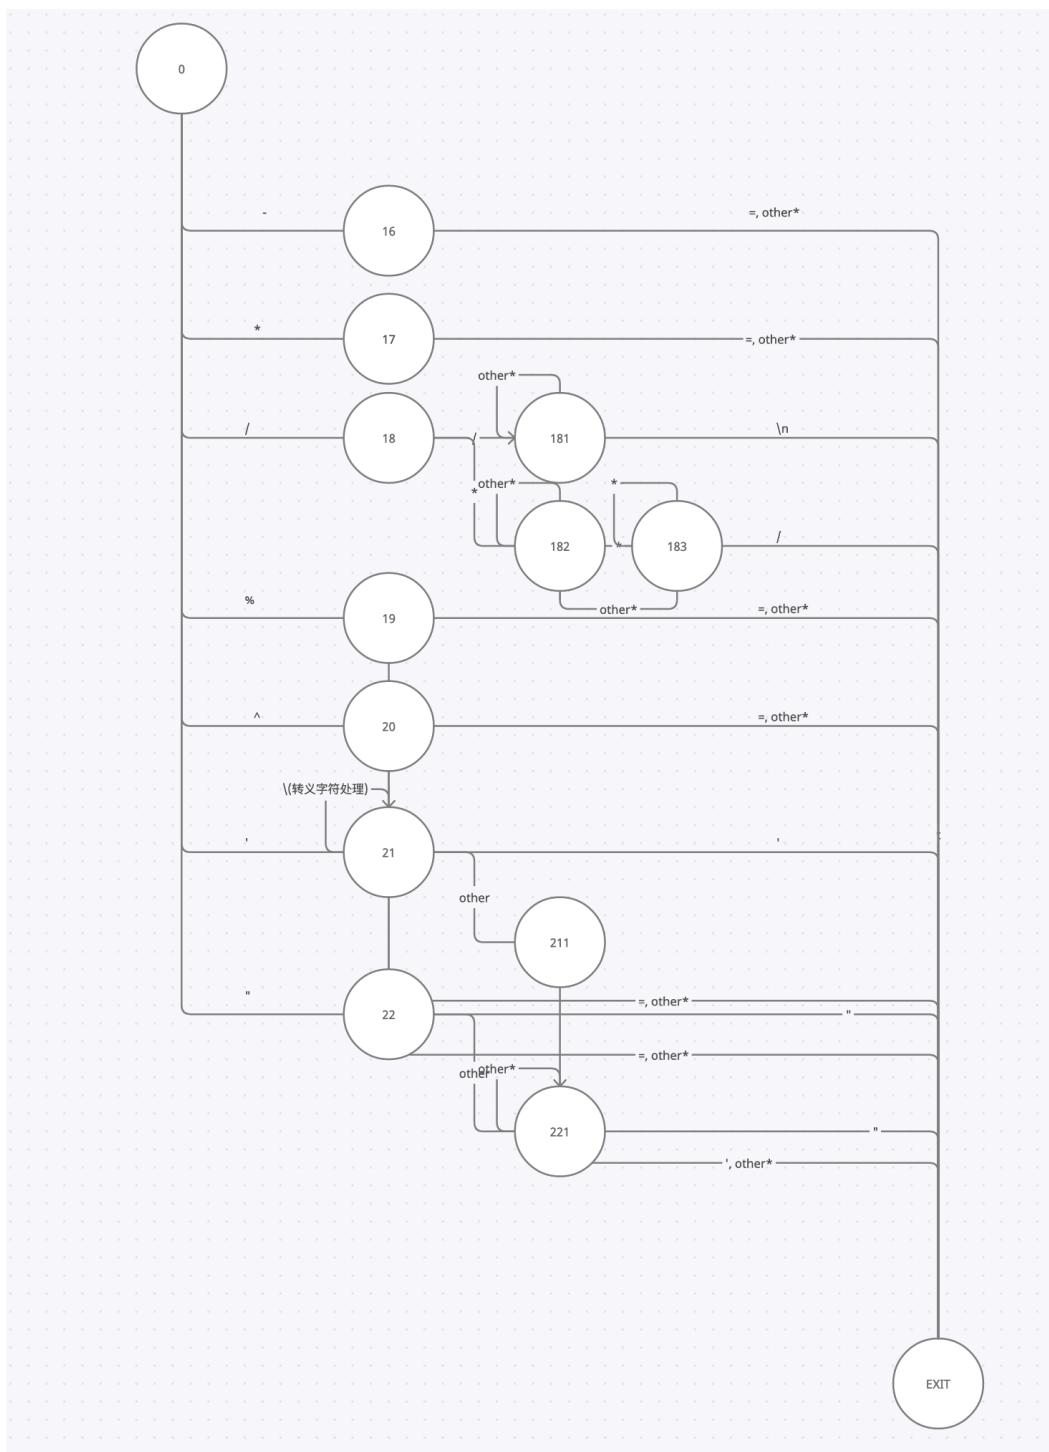 0
-
16
=, other*
*
17
=, other*
other*
/
18
/
181
\n
other*
*
*
182
*
183
/
other*
%
19
=, other*
^
20
=, other*
\(转义字符处理)
'
21
'
other
211
"
22
=, other*
"
=, other*
other
other*
221
"
', other*
EXIT